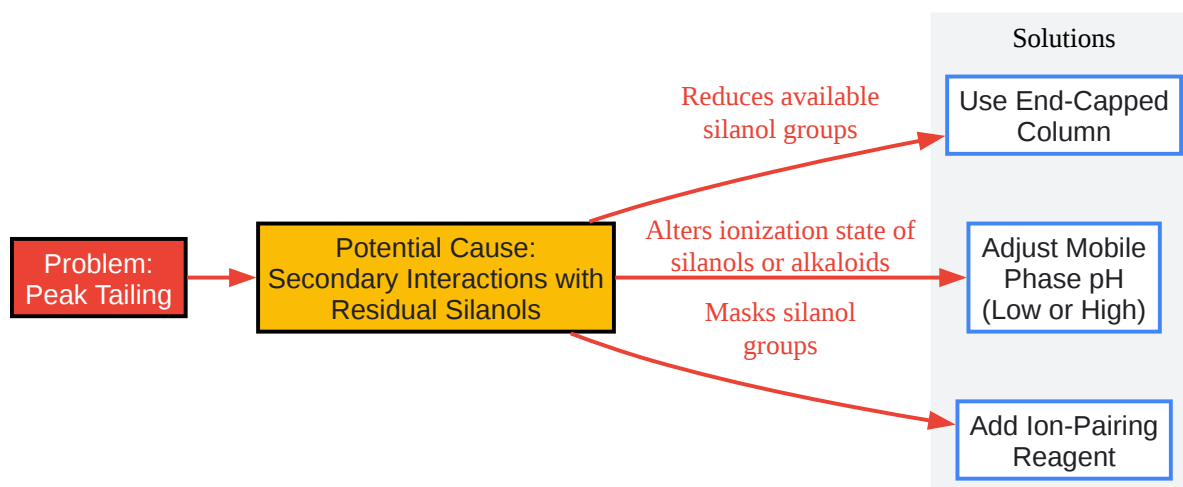 Problem:
Peak Tailing
Potential Cause:
Secondary Interactions with
Residual Silanols
Reduces available
silanol groups
Alters ionization state of
silanols or alkaloids
Masks silanol
groups
Solutions
Use End-Capped
Column
Adjust Mobile
Phase pH
(Low or High)
Add Ion-Pairing
Reagent